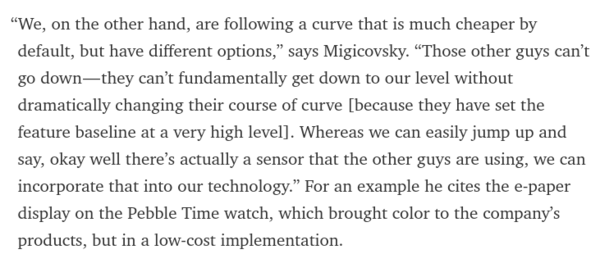 “We, on the other hand, are following a curve that is much cheaper by
default, but have different options,” says Migicovsky. “Those other guys can’t
go down—they can’t fundamentally get down to our level without
dramatically changing their course of curve [because they have set the
feature baseline at a very high level]. Whereas we can easily jump up and
say, okay well there’s actually a sensor that the other guys are using, we can
incorporate that into our technology.” For an example he cites the e-paper
display on the Pebble Time watch, which brought color to the company’s
products, but in a low-cost implementation.